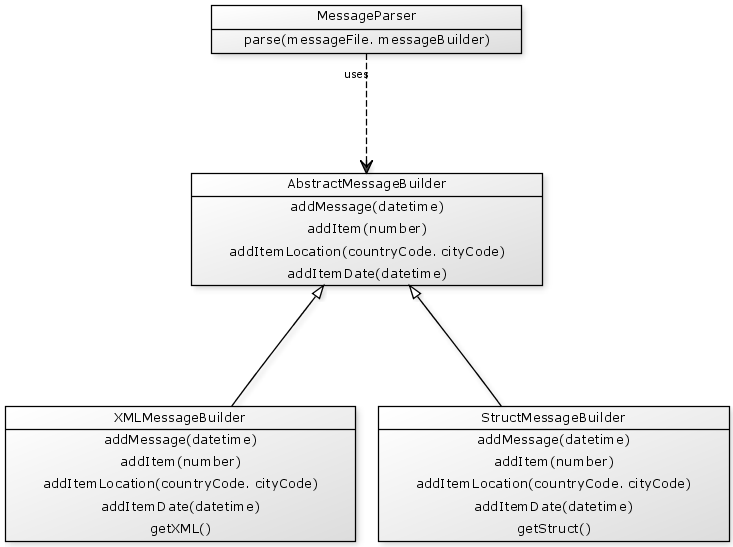 MessageParser
parse(messageFile. messageBuilder)
uses
AbstractMessageBuilder
addMessage(datetime)
addItem(number)
addItemLocation(countryCode. cityCode)
addItemDate(datetime)
XMLMessageBuilder
addMessage(datetime)
addItem(number)
addItemLocation(countryCode. cityCode)
addItemDate(datetime)
getXML()
StructMessageBuilder
addMessage(datetime)
addItem(number)
addItemLocation(countryCode. cityCode)
addItemDate(datetime)
getStruct()